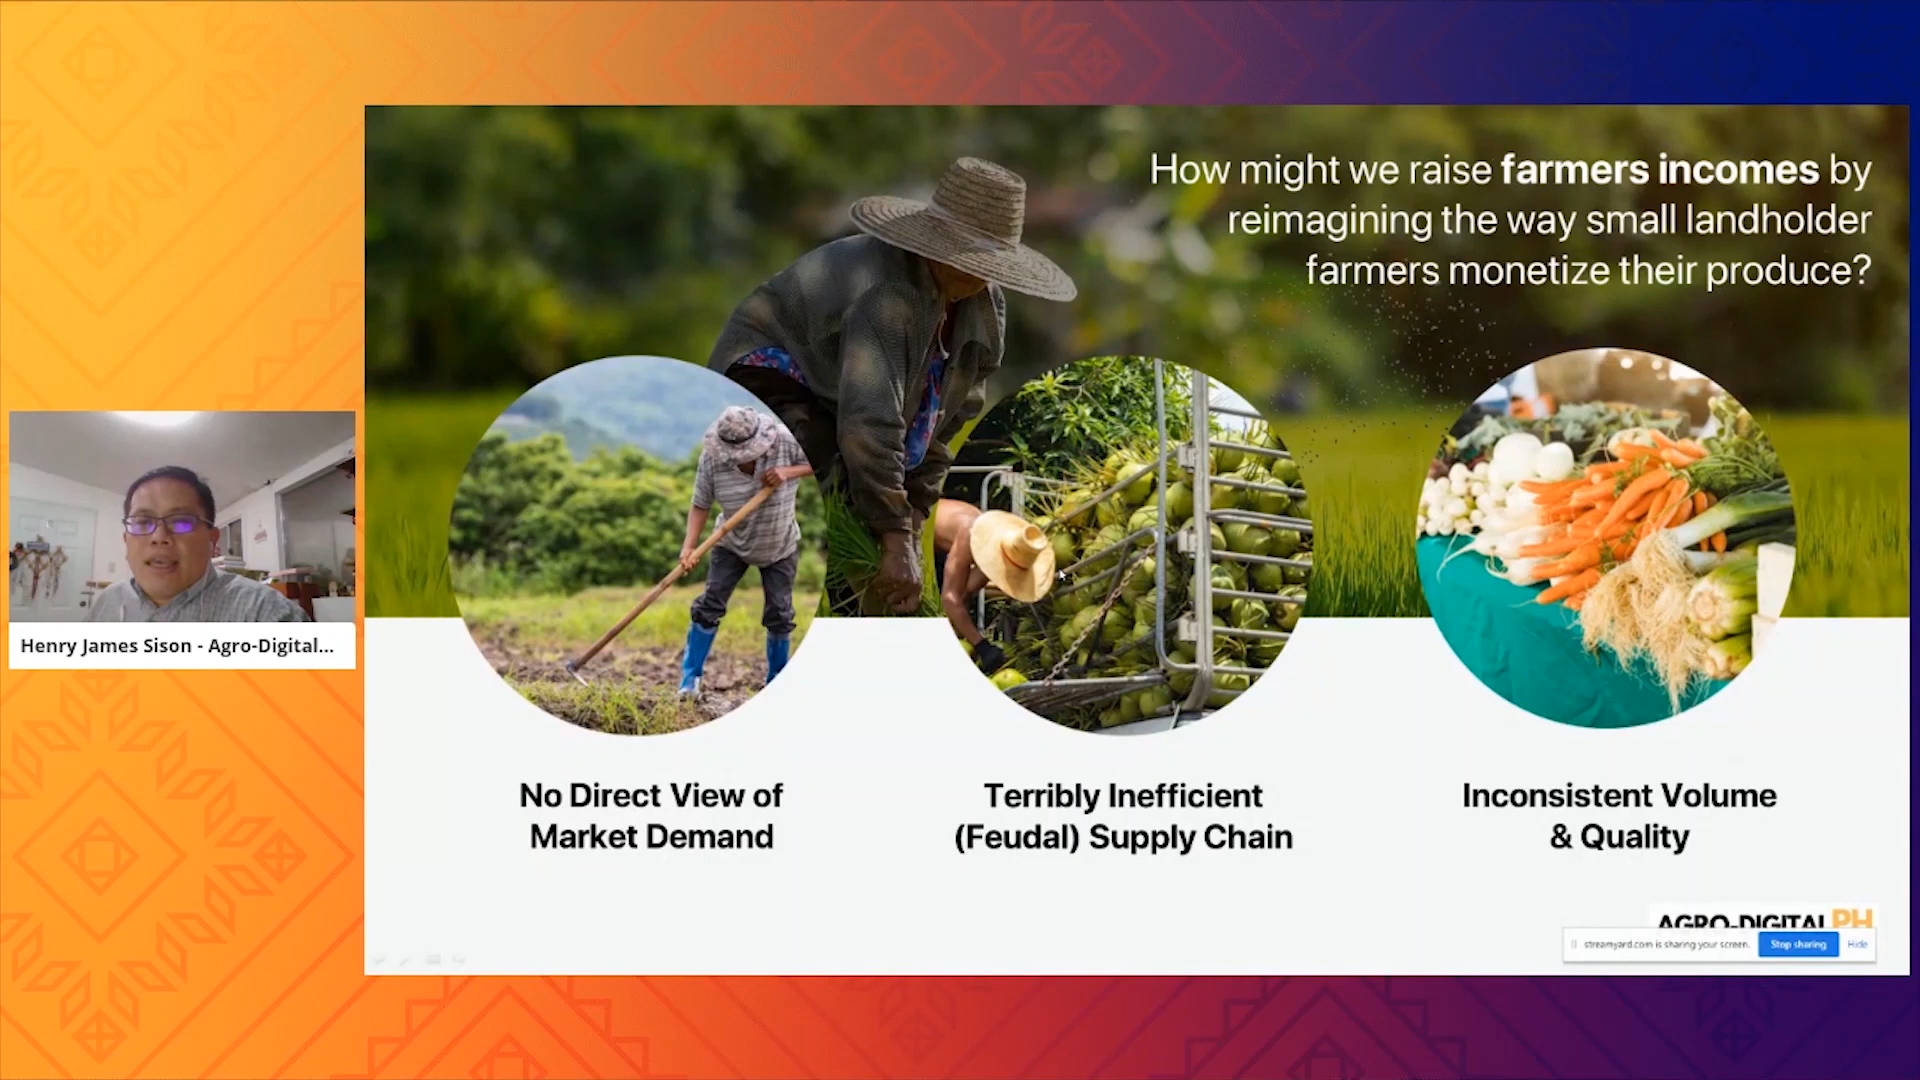 How might we raise farmers incomes by
reimagining the way small landholder
farmers monetize their produce?
Henry James Sison - Agro-Digital...
No Direct View of
Market Demand
Terribly Inefficient
(Feudal) Supply Chain
Inconsistent Volume
& Quality
AGRO-DIGITAL PH
streamyard.com is sharing your screen. Stop sharing Hide